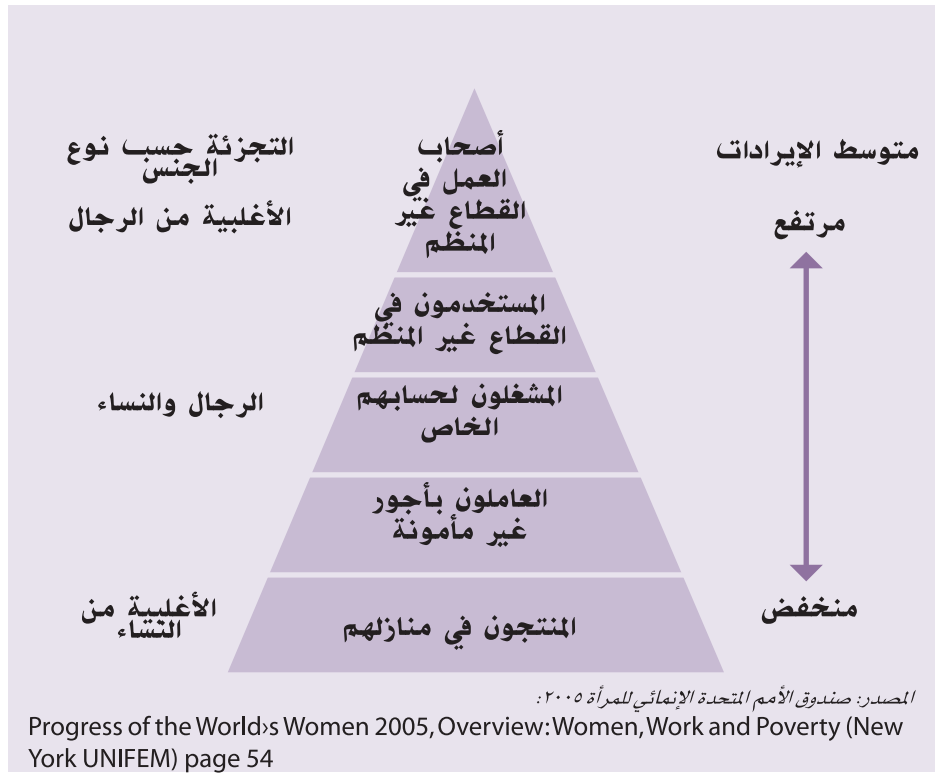 متوسط الإيرادات
مرتفع
منخفض
أصحاب
العمل في
القطاع غير
المنظم
المستخدمون في
القطاع غير المنظم
المشغلون لحسابهم
الخاص
العاملون بأجور
غير مأمونة
المنتجون في منازلهم
التجزئة حسب نوع
الجنس
الأغلبية من الرجال
الرجال والنساء
الأغلبية من
النساء
المصدر: صندوق الأمم المتحدة الإنمائي للمرأة ٢٠٠٥:
Progress of the World›s Women 2005, Overview: Women, Work and Poverty (New
York UNIFEM) page 54